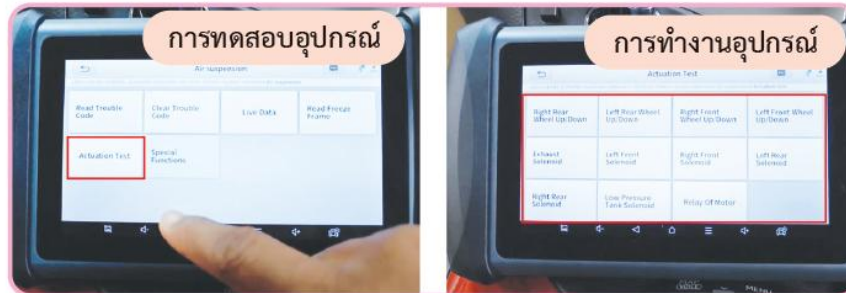 การทดสอบอุปกรณ์
Air suspension
Read Trouble
Code
Clear Trouble
Code
Live Data
Read Freeze
Frame
Actuation Test
Special
Functions
การทำงานอุปกรณ์
Actuation Test
Right Rear
Wheel Up/Down
Left Rear Wheel
Up/Down
Right Front
Wheel Up/Down
Left Front Wheel
Up/Down
Exhaust
Solenoid
Left Front
Solenoid
Right Front
Solenoid
Left Rear
Solenoid
Right Rear
Solenoid
Low Pressure
Tank Solenoid
Relay Of Motor
MENU